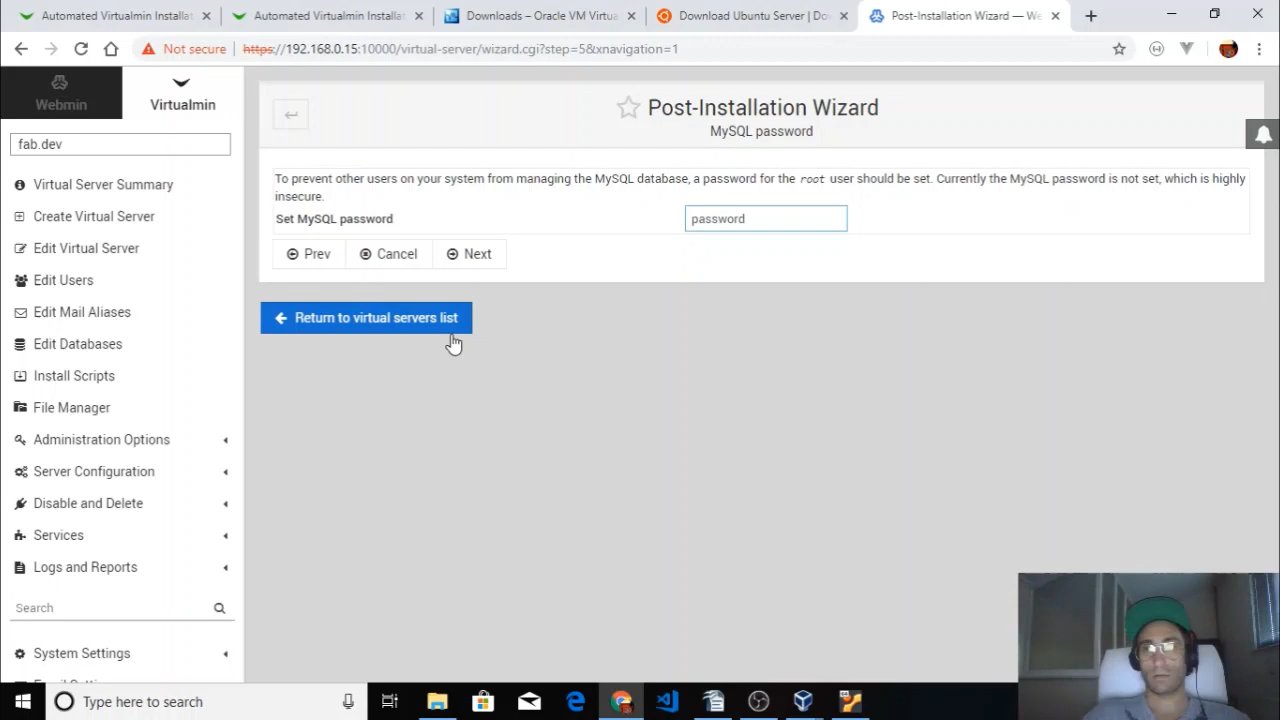 Automated Virtualmin Installat
Automated Virtualmin Installat
Downloads – Oracle VM Virtua
Download Ubuntu Server | Dow
Post-Installation Wizard — We
Not secure
https://192.168.0.15:10000/virtual-server/wizard.cgi?step=5&xnavigation=1
Webmin
Virtualmin
fab.dev
Virtual Server Summary
Create Virtual Server
Edit Virtual Server
Edit Users
Edit Mail Aliases
Edit Databases
Install Scripts
File Manager
Administration Options
Server Configuration
Disable and Delete
Services
Logs and Reports
Search
System Settings
Post-Installation Wizard
MySQL password
To prevent other users on your system from managing the MySQL database, a password for the root user should be set. Currently the MySQL password is not set, which is highly
insecure.
Set MySQL password
password
Prev
Cancel
Next
Return to virtual servers list
Type here to search